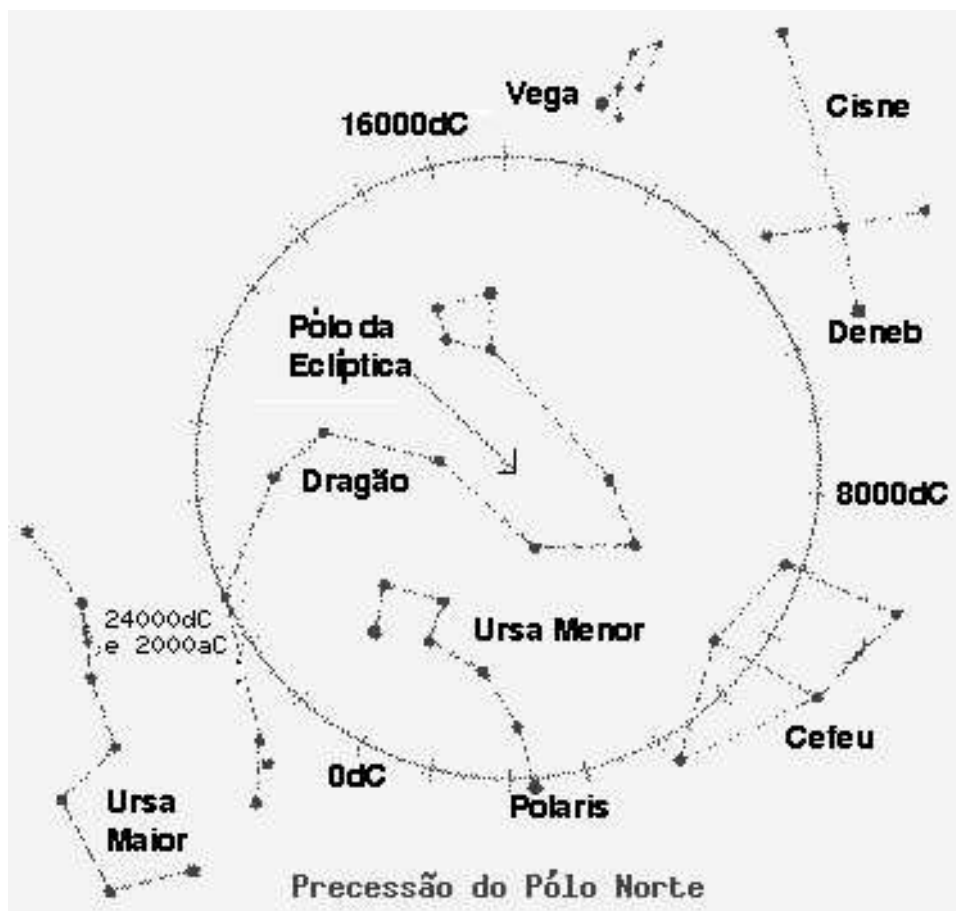 Vega
Cisne
16000dC
Pólo da
Eclíptica
Deneb
Dragão
8000dC
24000dC
e 2000aC
Ursa Menor
Cefeu
0dC
Polaris
Ursa
Maior
Precessão do Pólo Norte